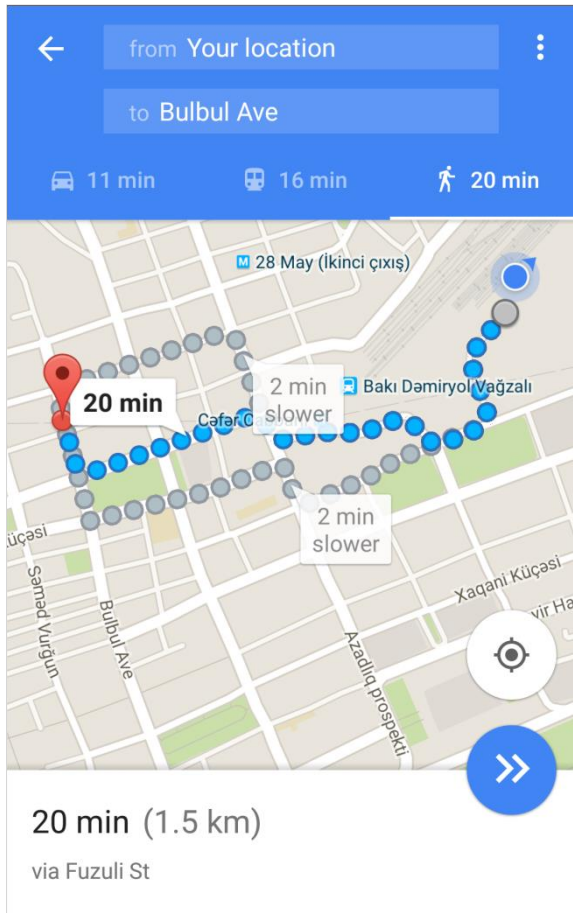 from Your location
to Bulbul Ave
11 min
16 min
20 min
M 28 May (İkinci çıxış)
2 min
slower
Bakı Dəmiryol Vağzalı
20 min
Cəfər
2 min
slower
Küçəsi
Səməd Vurğun
Bulbul Ave
Azadlıq prospekti
Xaqani Küçəsi
20 min (1.5 km)
via Fuzuli St